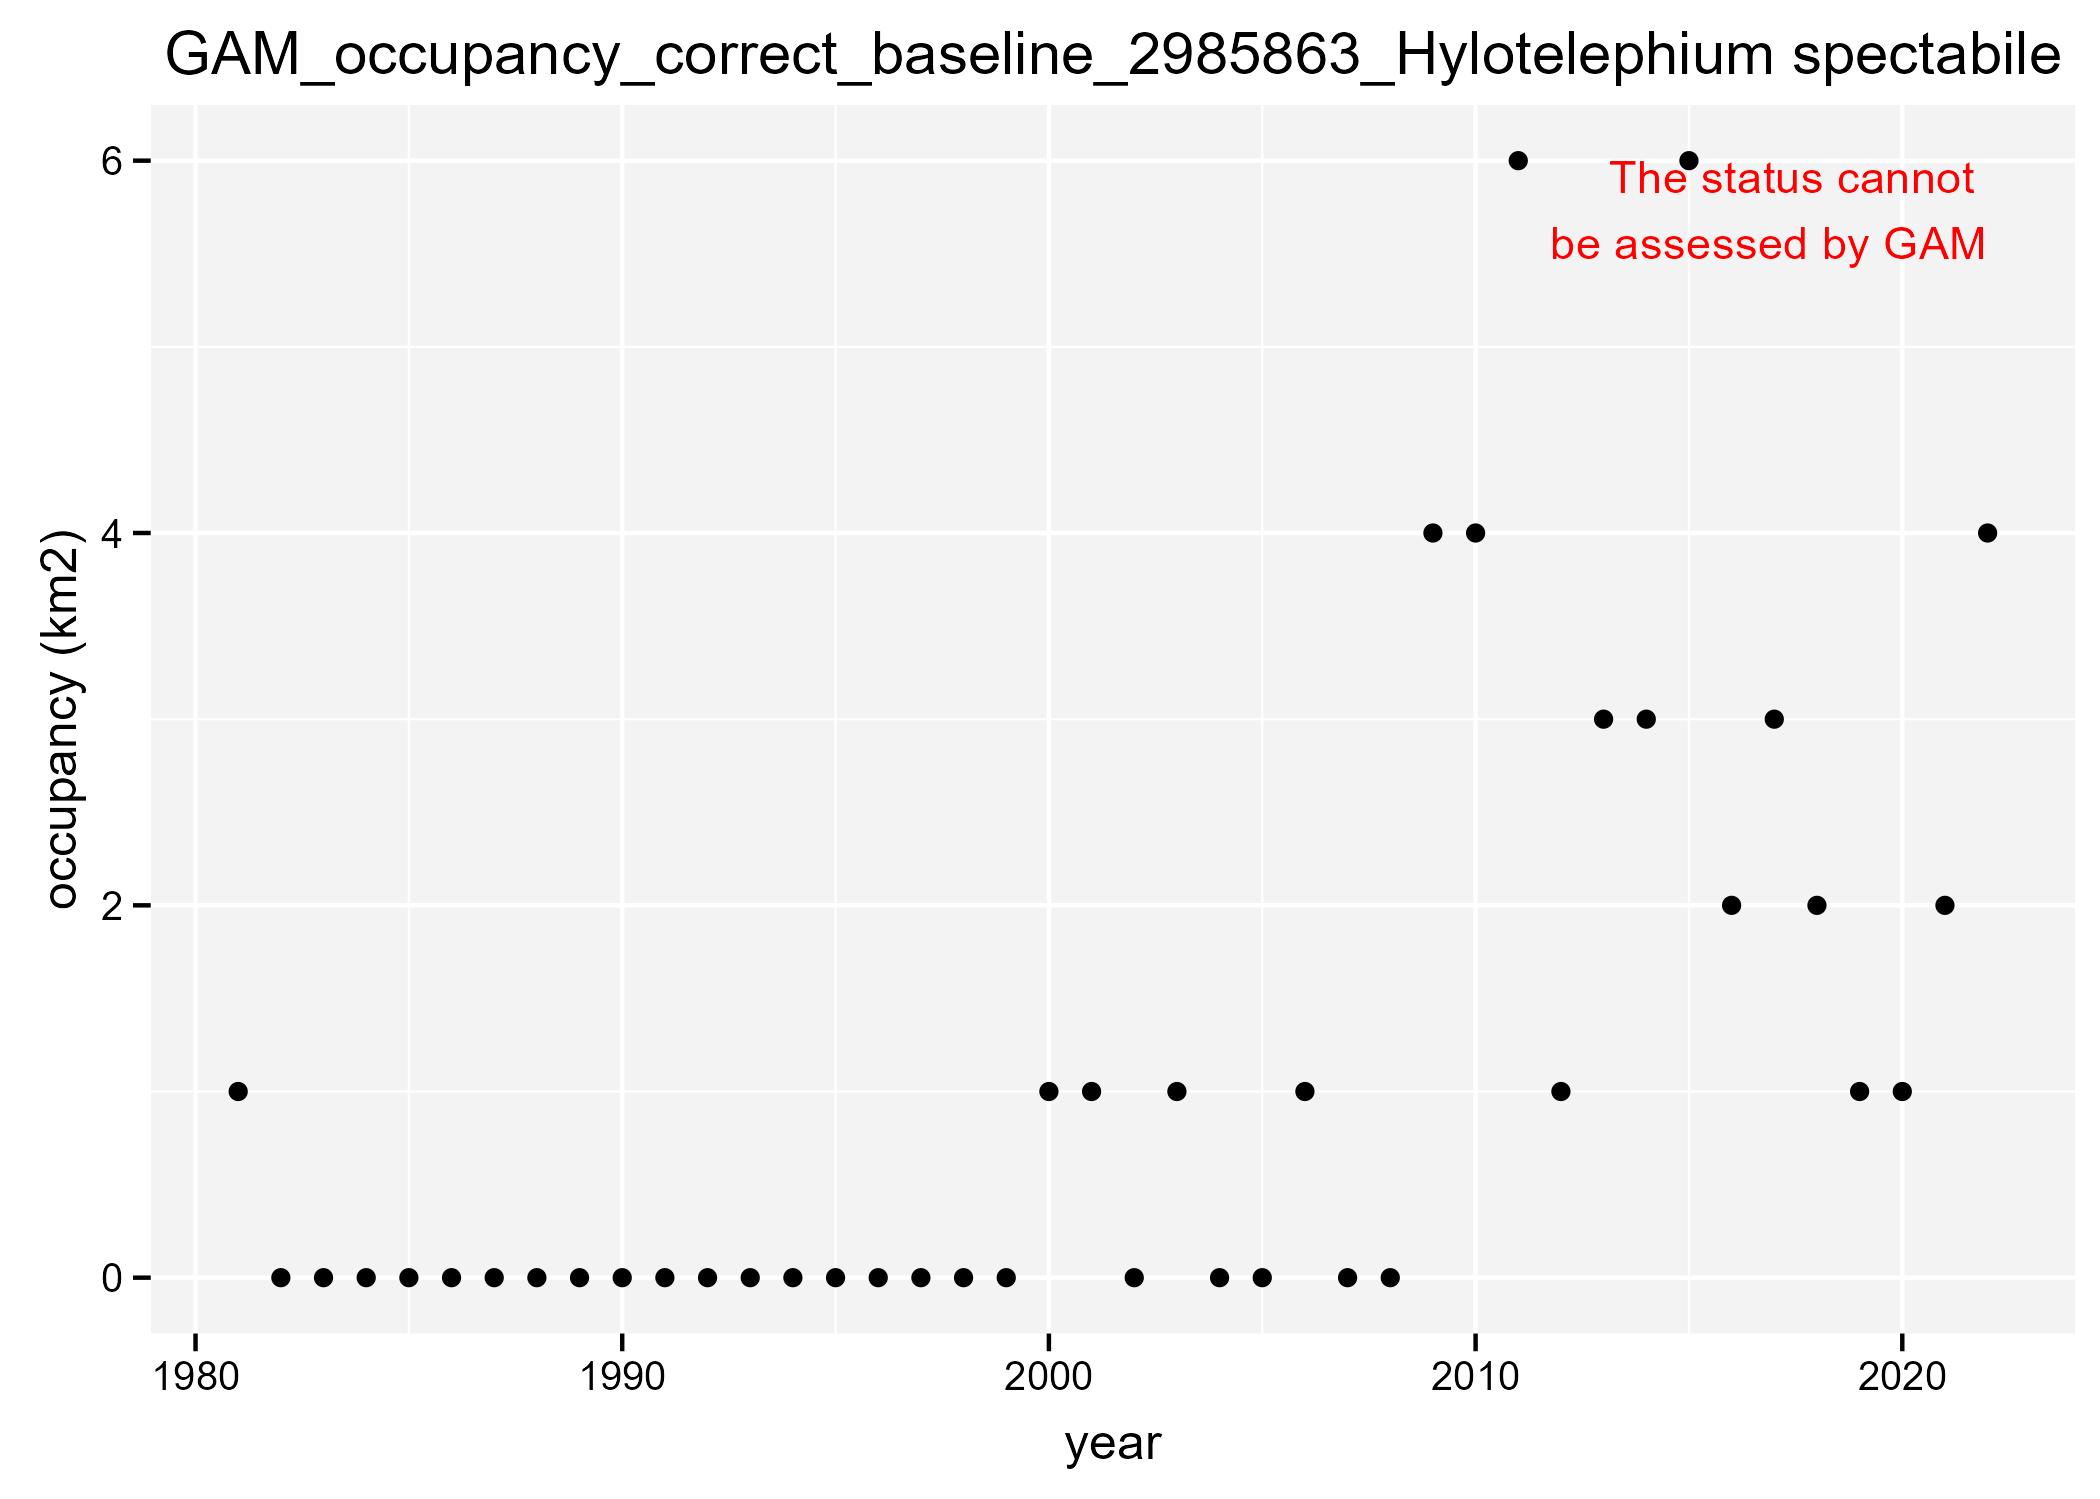 GAM_occupancy_correct_baseline_2985863_Hylotelephium spectabile
6
The status cannot
be assessed by GAM
4
occupancy (km2)
2
0
1980 1990 2000 2010 2020
year